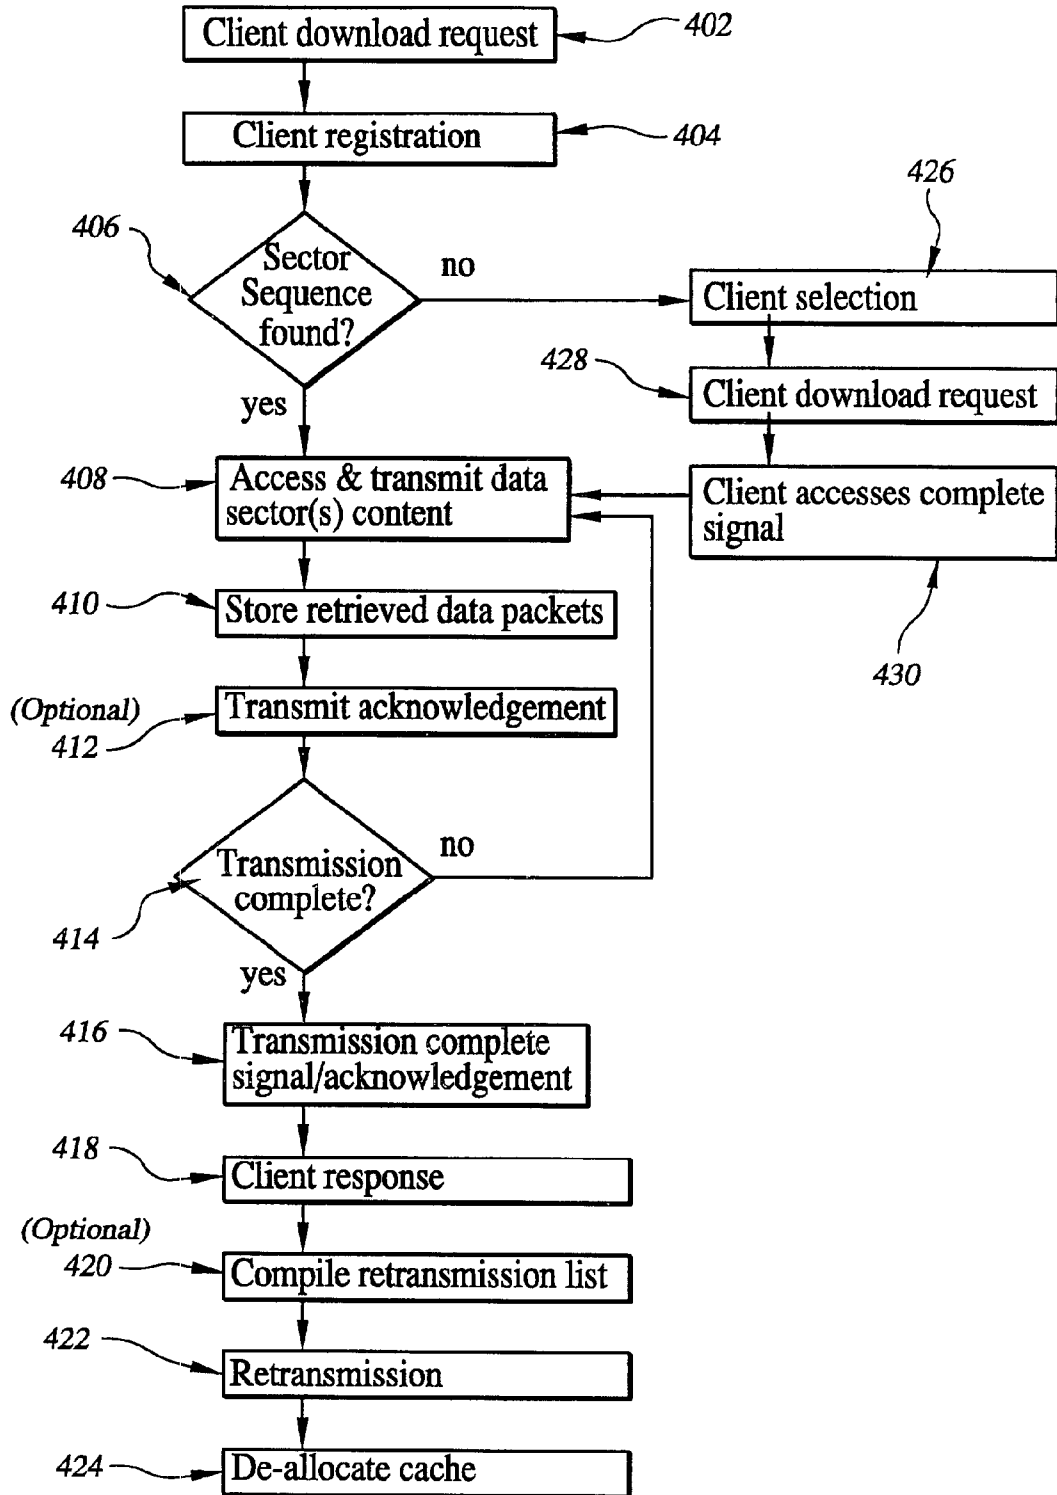 Client download request
402
Client registration
404
406
Sector
Sequence
found?
no
yes
426
Client selection
428
Client download request
Client accesses complete
signal
430
408
Access & transmit data
sector(s) content
410
Store retrieved data packets
(Optional)
412
Transmit acknowledgement
414
Transmission
complete?
no
yes
416
Transmission complete
signal/acknowledgement
418
Client response
(Optional)
420
Compile retransmission list
422
Retransmission
424
De-allocate cache